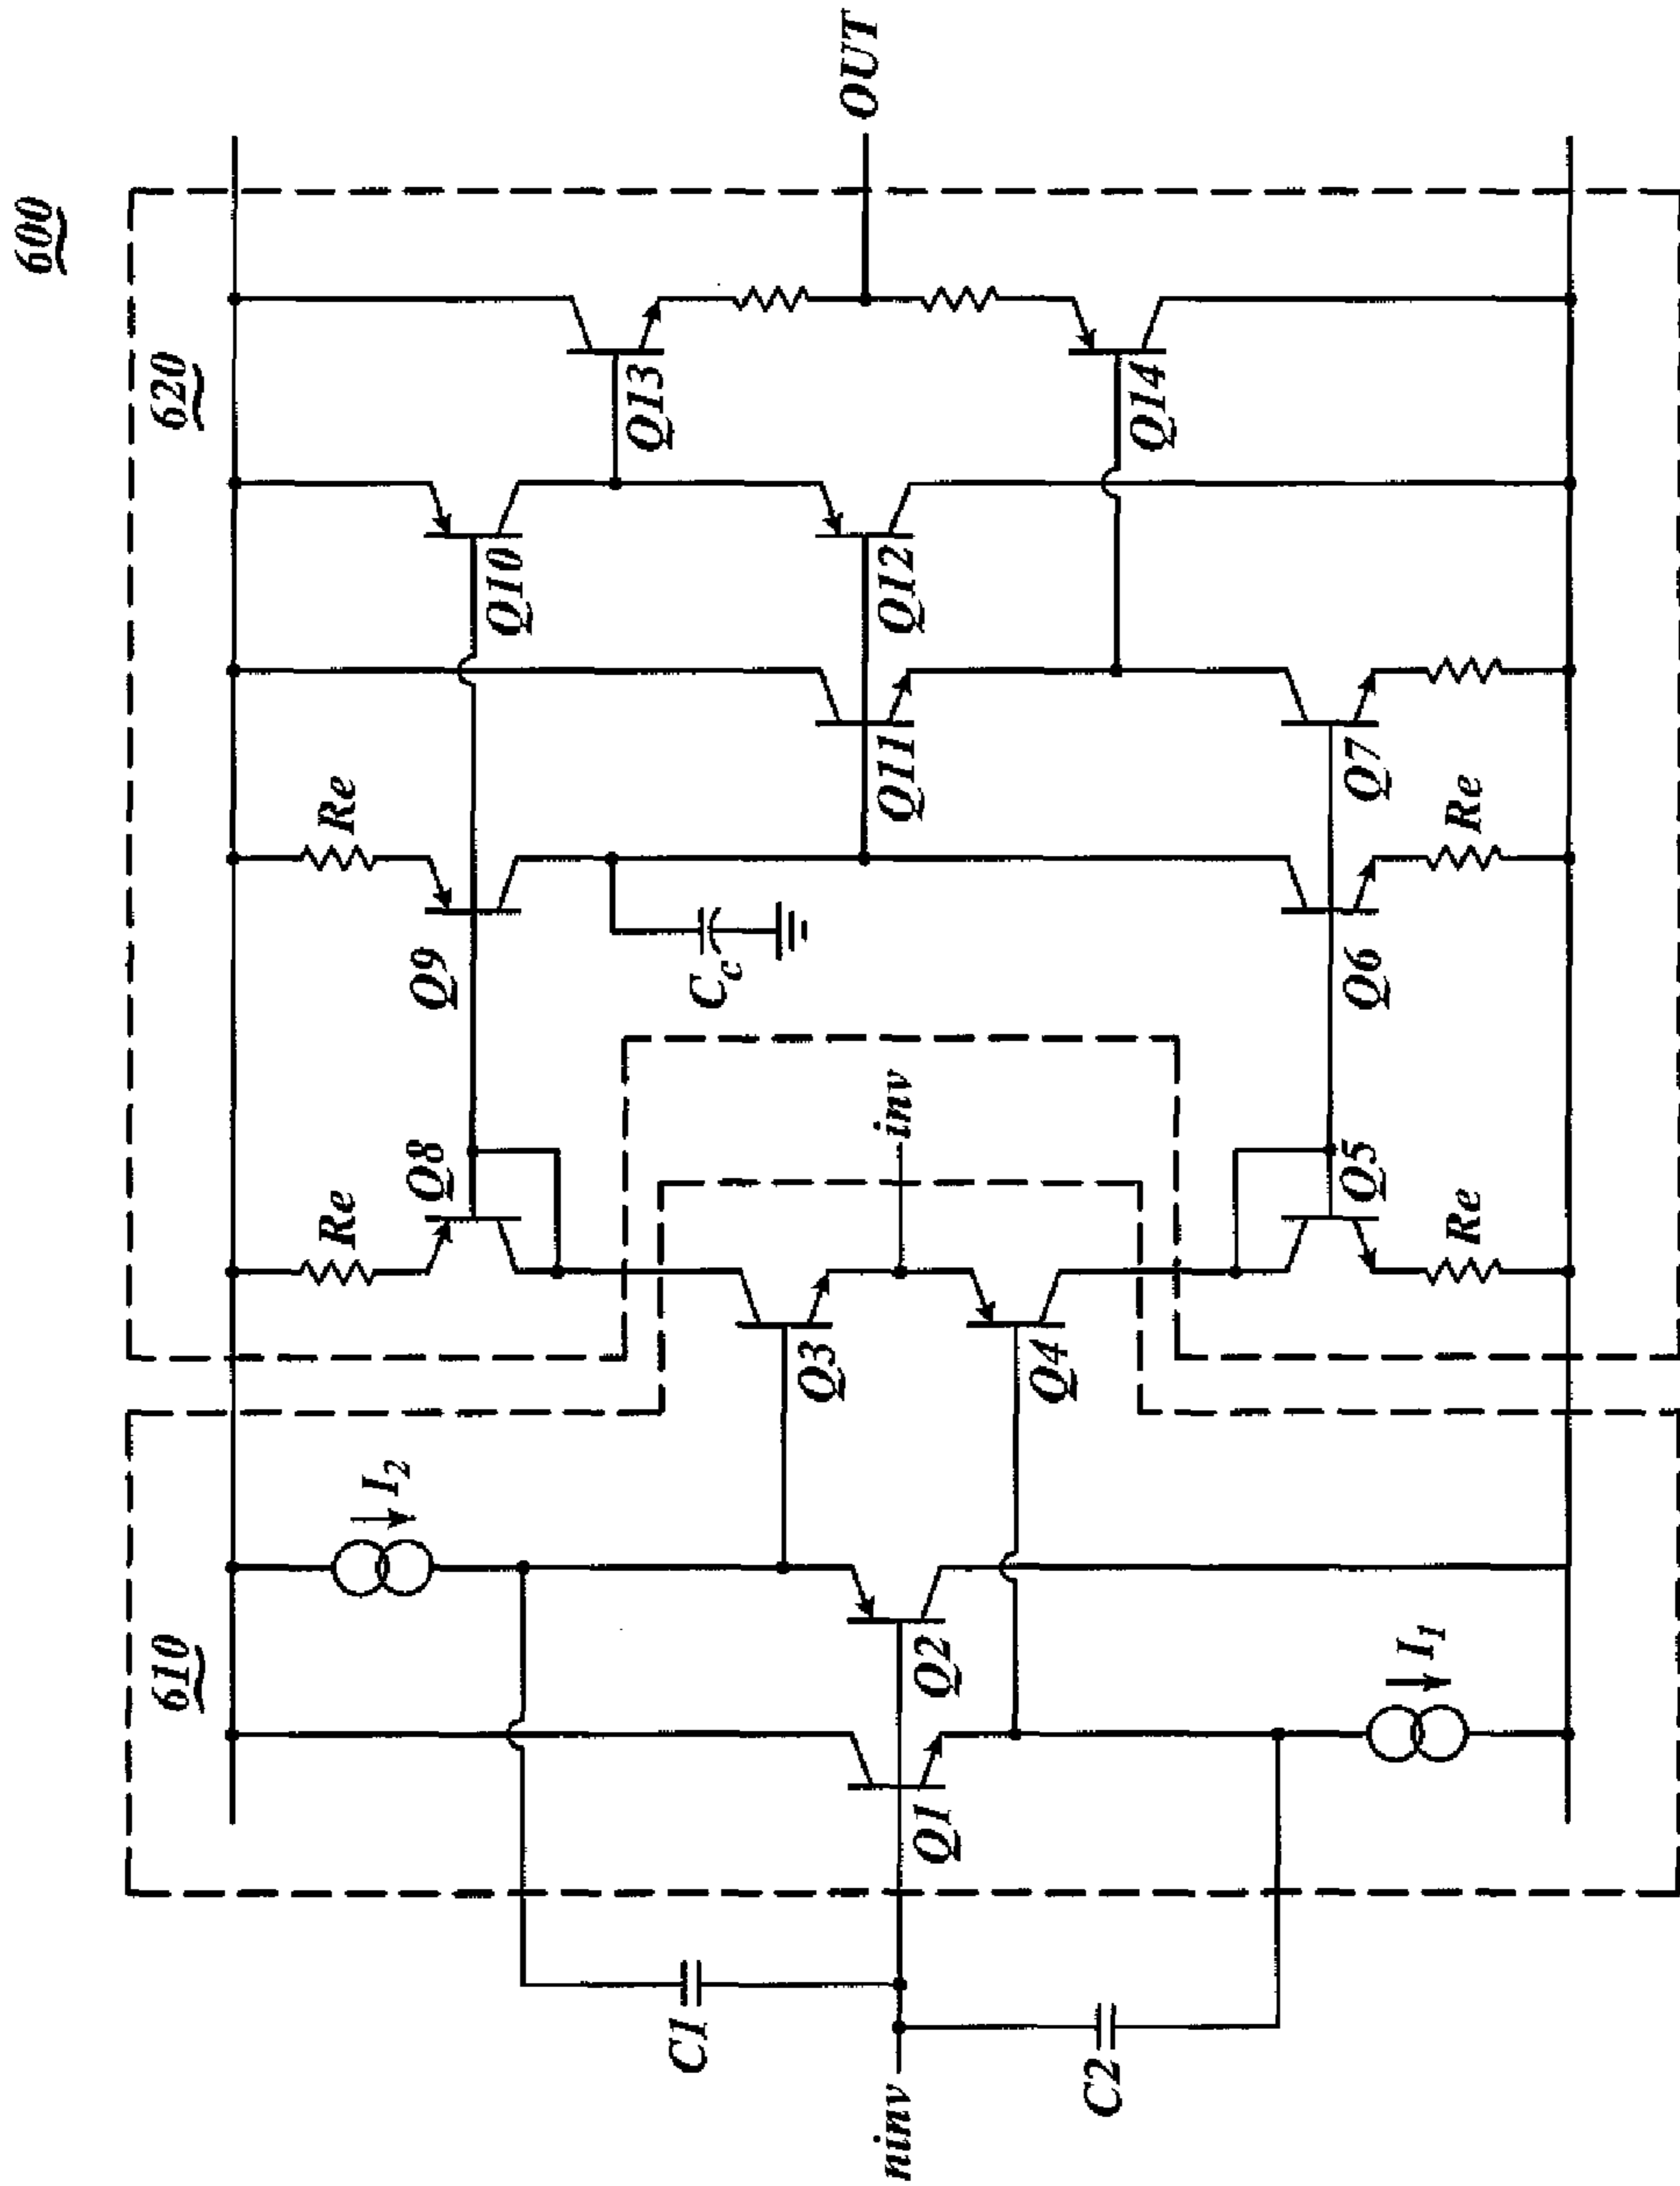 600
610
620
ninv
C1
C2
Q1
Q2
I1
I2
Q3
Q4
inv
Re
Q8
Q5
Re
Q9
Cc
Q6
Re
Re
Q11
Q7
Q10
Q12
Q13
Q14
OUT